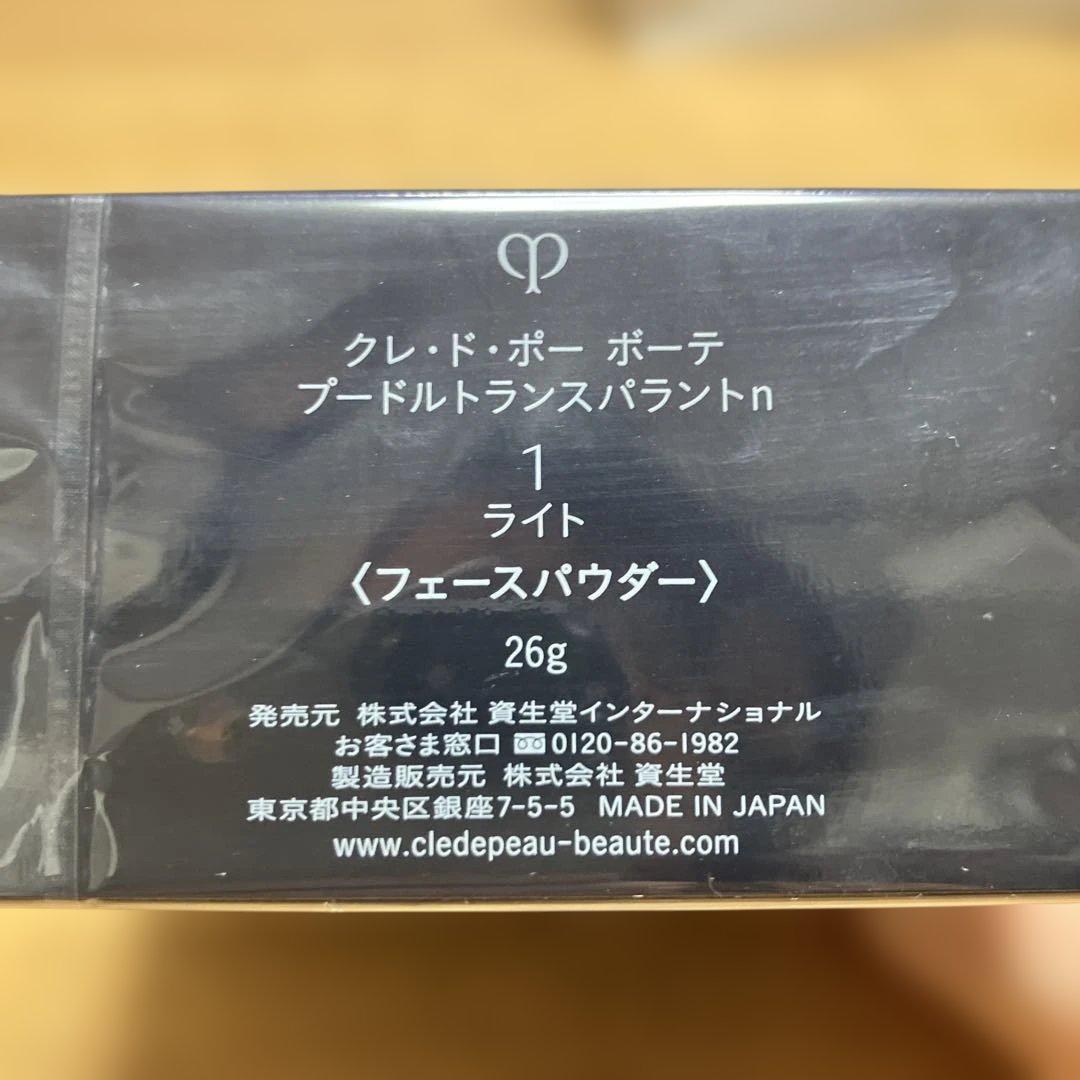 クレ・ド・ポー ボーテ
プードルトランスパラントn
1
ライト
〈フェースパウダー〉
26g
発売元 株式会社 資生堂インターナショナル
お客さま窓口 0120-86-1982
製造販売元 株式会社 資生堂
東京都中央区銀座7-5-5 MADE IN JAPAN
www.cledepeau-beaute.com